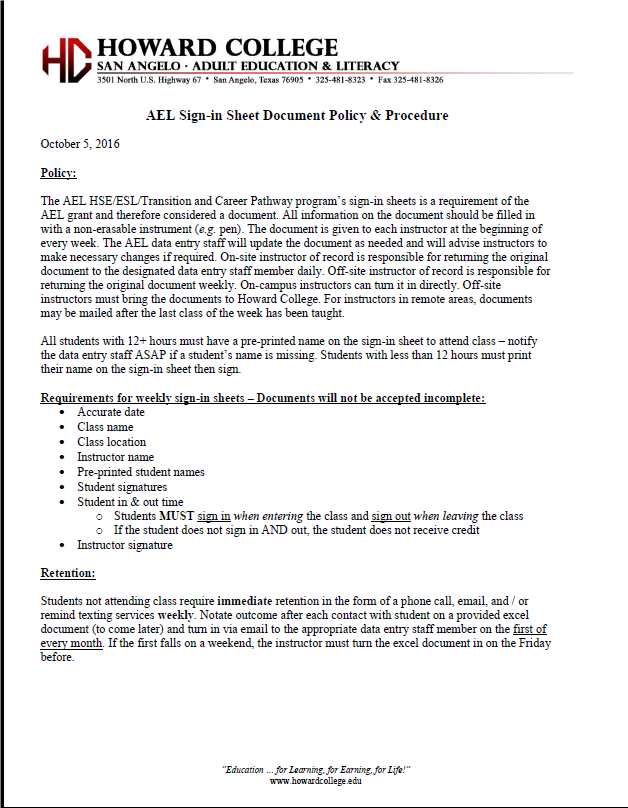 HC HOWARD COLLEGE
SAN ANGELO · ADULT EDUCATION & LITERACY
3501 North U.S. Highway 67 * San Angelo, Texas 76905 * 325-481-8323 * Fax 325-481-8326
AEL Sign-in Sheet Document Policy & Procedure
October 5, 2016
Policy:
The AEL HSE/ESL/Transition and Career Pathway program's sign-in sheets is a requirement of the
AEL grant and therefore considered a document. All information on the document should be filled in
with a non-erasable instrument (e.g. pen). The document is given to each instructor at the beginning of
every week. The AEL data entry staff will update the document as needed and will advise instructors to
make necessary changes if required. On-site instructor of record is responsible for returning the original
document to the designated data entry staff member daily. Off-site instructor of record is responsible for
returning the original document weekly. On-campus instructors can turn it in directly. Off-site
instructors must bring the documents to Howard College. For instructors in remote areas, documents
may be mailed after the last class of the week has been taught.
All students with 12+ hours must have a pre-printed name on the sign-in sheet to attend class – notify
the data entry staff ASAP if a student's name is missing. Students with less than 12 hours must print
their name on the sign-in sheet then sign.
Requirements for weekly sign-in sheets – Documents will not be accepted incomplete:
• Accurate date
• Class name
• Class location
• Instructor name
• Pre-printed student names
• Student signatures
• Student in & out time
o Students MUST sign in when entering the class and sign out when leaving the class
o If the student does not sign in AND out, the student does not receive credit
• Instructor signature
Retention:
Students not attending class require immediate retention in the form of a phone call, email, and / or
remind texting services weekly. Notate outcome after each contact with student on a provided excel
document (to come later) and turn in via email to the appropriate data entry staff member on the first of
every month. If the first falls on a weekend, the instructor must turn the excel document in on the Friday
before.
"Education ... for Learning, for Earning, for Life!"
www.howardcollege.edu